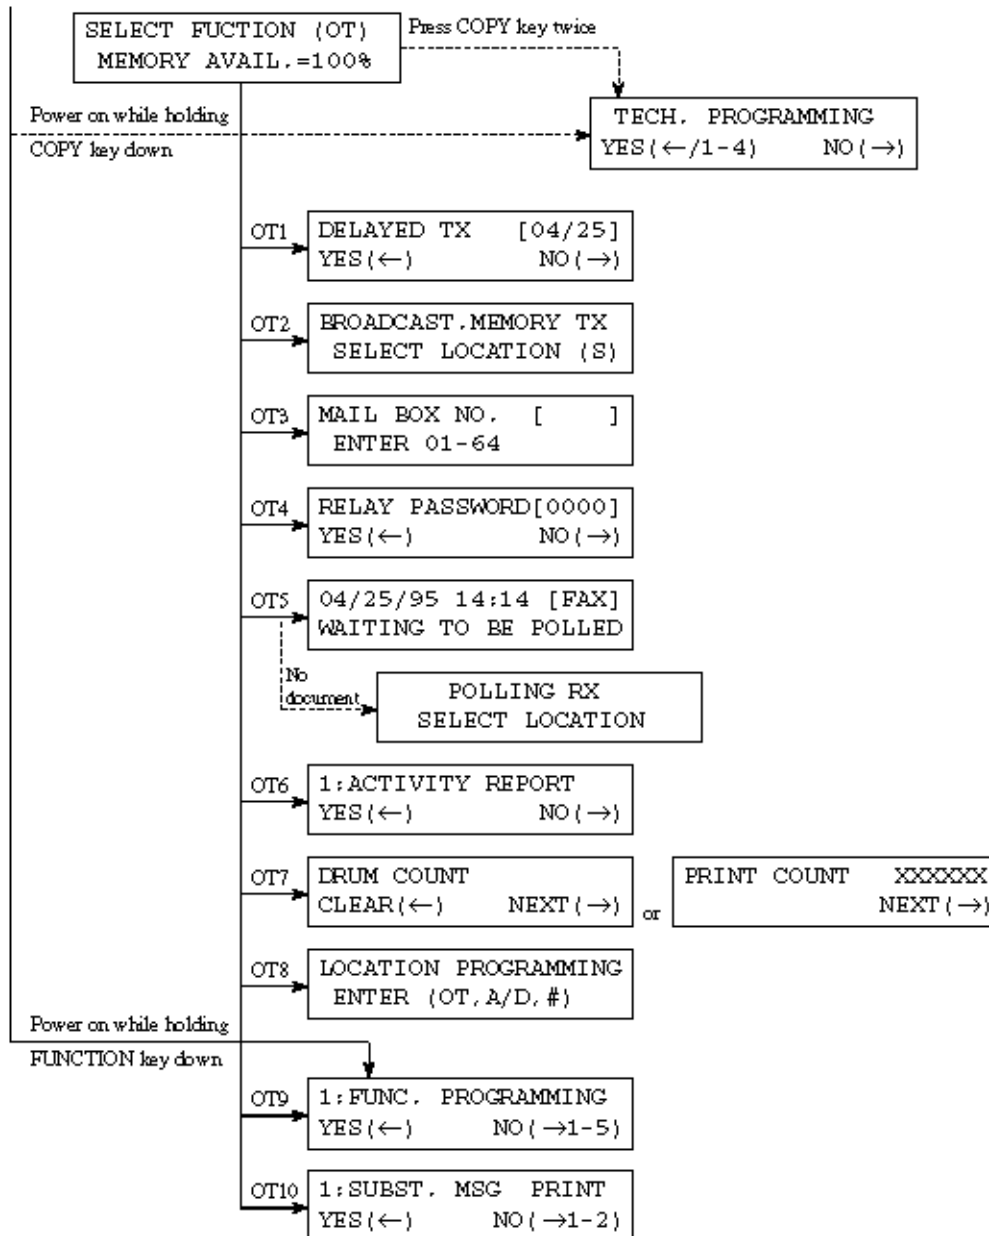 SELECT FUCTION (OT)
MEMORY AVAIL.=100%
Press COPY key twice
Power on while holding
COPY key down
TECH. PROGRAMMING
YES(←/1-4) NO(→)
OT1
DELAYED TX [04/25]
YES(←) NO(→)
OT2
BROADCAST.MEMORY TX
SELECT LOCATION (S)
OT3
MAIL BOX NO. [ ]
ENTER 01-64
OT4
RELAY PASSWORD[0000]
YES(←) NO(→)
OT5
04/25/95 14:14 [FAX]
WAITING TO BE POLLED
No
document
POLLING RX
SELECT LOCATION
OT6
1:ACTIVITY REPORT
YES(←) NO(→)
OT7
DRUM COUNT
CLEAR(←) NEXT(→)
or
PRINT COUNT XXXXXX
NEXT(→)
OT8
LOCATION PROGRAMMING
ENTER (OT,A/D,#)
Power on while holding
FUNCTION key down
OT9
1:FUNC. PROGRAMMING
YES(←) NO(→1-5)
OT10
1:SUBST. MSG PRINT
YES(←) NO(→1-2)